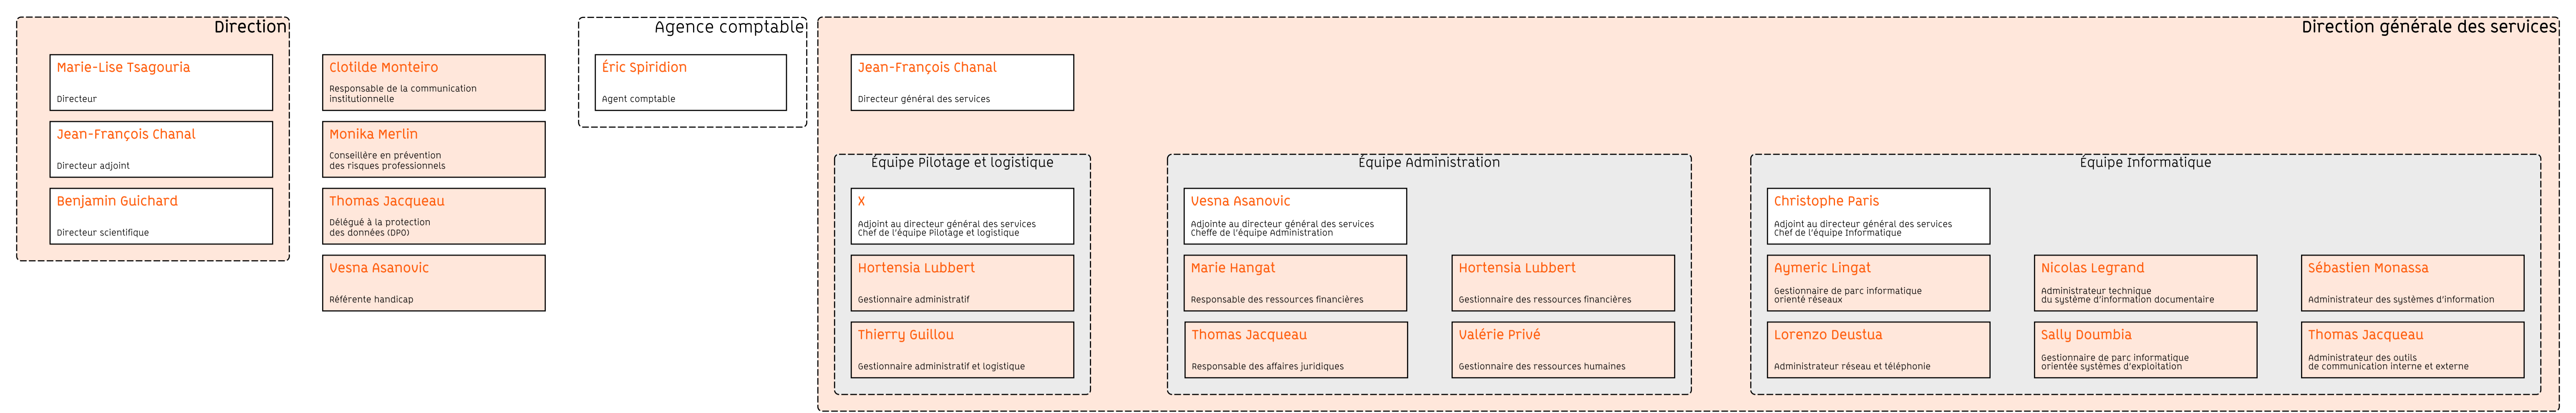 Direction
Marie-Lise Tsagouria
Directeur
Jean-François Chanal
Directeur adjoint
Benjamin Guichard
Directeur scientifique
Clotilde Monteiro
Responsable de la communication
institutionnelle
Monika Merlin
Conseillère en prévention
des risques professionnels
Thomas Jacqueau
Délégué à la protection
des données (DPO)
Vesna Asanovic
Référente handicap
Agence comptable
Éric Spiridion
Agent comptable
Direction générale des services
Jean-François Chanal
Directeur général des services
Équipe Pilotage et logistique
X
Adjoint au directeur général des services
Chef de l'équipe Pilotage et logistique
Hortensia Lubbert
Gestionnaire administratif
Thierry Guillou
Gestionnaire administratif et logistique
Équipe Administration
Vesna Asanovic
Adjointe au directeur général des services
Cheffe de l'équipe Administration
Marie Hangat
Responsable des ressources financières
Hortensia Lubbert
Gestionnaire des ressources financières
Thomas Jacqueau
Responsable des affaires juridiques
Valérie Privé
Gestionnaire des ressources humaines
Équipe Informatique
Christophe Paris
Adjoint au directeur général des services
Chef de l'équipe Informatique
Aymeric Lingat
Gestionnaire de parc informatique
orienté réseaux
Nicolas Legrand
Administrateur technique
du système d'information documentaire
Sébastien Monassa
Administrateur des systèmes d'information
Lorenzo Deustua
Administrateur réseau et téléphonie
Sally Doumbia
Gestionnaire de parc informatique
orientée systèmes d'exploitation
Thomas Jacqueau
Administrateur des outils
de communication interne et externe